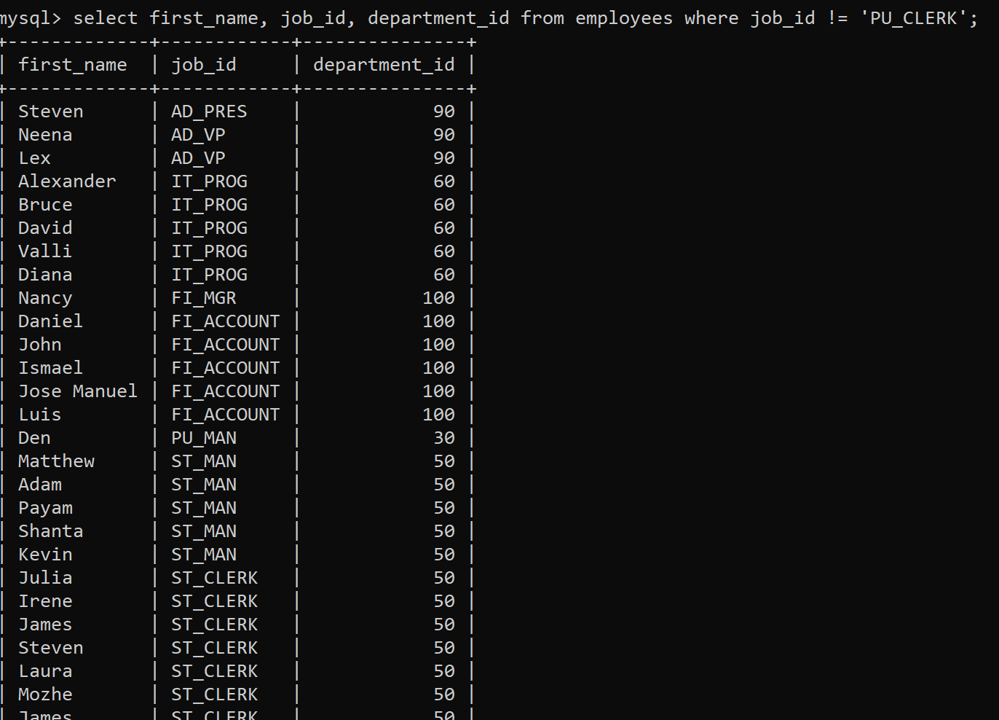 mysql> select first_name, job_id, department_id from employees where job_id != 'PU_CLERK';
+-------------+------------+---------------+
| first_name  | job_id     | department_id |
+-------------+------------+---------------+
| Steven      | AD_PRES    |            90 |
| Neena       | AD_VP      |            90 |
| Lex         | AD_VP      |            90 |
| Alexander   | IT_PROG    |            60 |
| Bruce       | IT_PROG    |            60 |
| David       | IT_PROG    |            60 |
| Valli       | IT_PROG    |            60 |
| Diana       | IT_PROG    |            60 |
| Nancy       | FI_MGR     |           100 |
| Daniel      | FI_ACCOUNT |           100 |
| John        | FI_ACCOUNT |           100 |
| Ismael      | FI_ACCOUNT |           100 |
| Jose Manuel | FI_ACCOUNT |           100 |
| Luis        | FI_ACCOUNT |           100 |
| Den         | PU_MAN     |            30 |
| Matthew     | ST_MAN     |            50 |
| Adam        | ST_MAN     |            50 |
| Payam       | ST_MAN     |            50 |
| Shanta      | ST_MAN     |            50 |
| Kevin       | ST_MAN     |            50 |
| Julia       | ST_CLERK   |            50 |
| Irene       | ST_CLERK   |            50 |
| James       | ST_CLERK   |            50 |
| Steven      | ST_CLERK   |            50 |
| Laura       | ST_CLERK   |            50 |
| Mozhe       | ST_CLERK   |            50 |
| James       | ST_CLERK   |            50 |